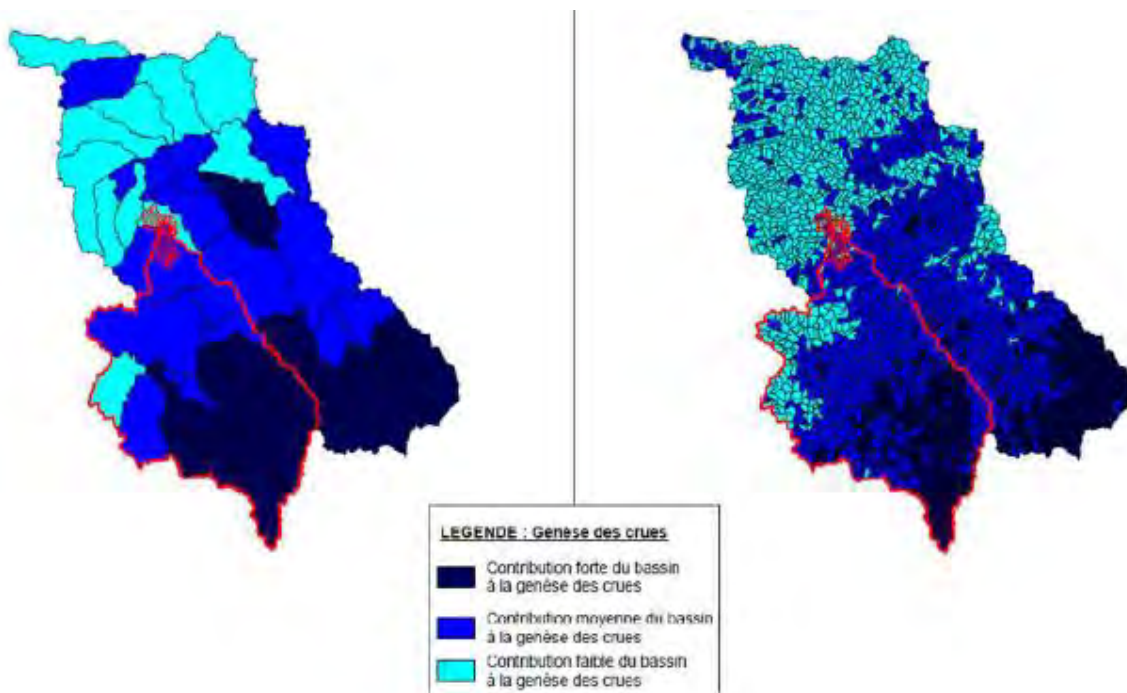 LEGENDE : Genèse des crues
Contribution forte du bassin
à la genèse des crues
Contribution moyenne du bassin
à la genèse des crues
Contribution faible du bassin
à la genèse des crues